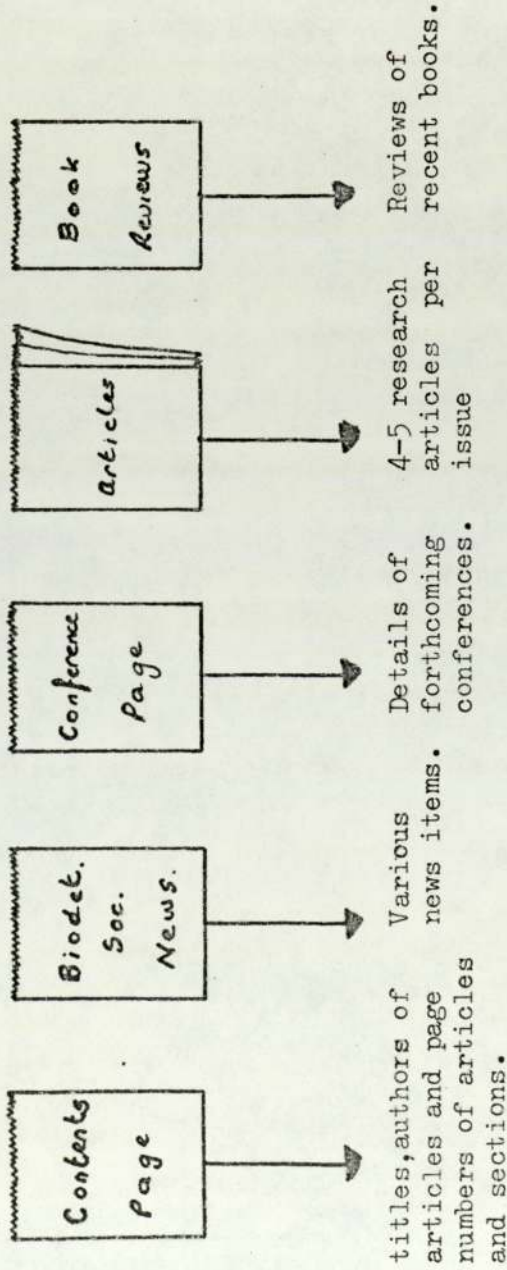 Contents
Page
titles,authors of
articles and page
numbers of articles
and sections.
Biodet.
Soc.
News.
Various
news items.
Conference
Page
Details of
forthcoming
conferences.
articles
4-5 research
articles per
issue
Book
Reviews
Reviews of
recent books.